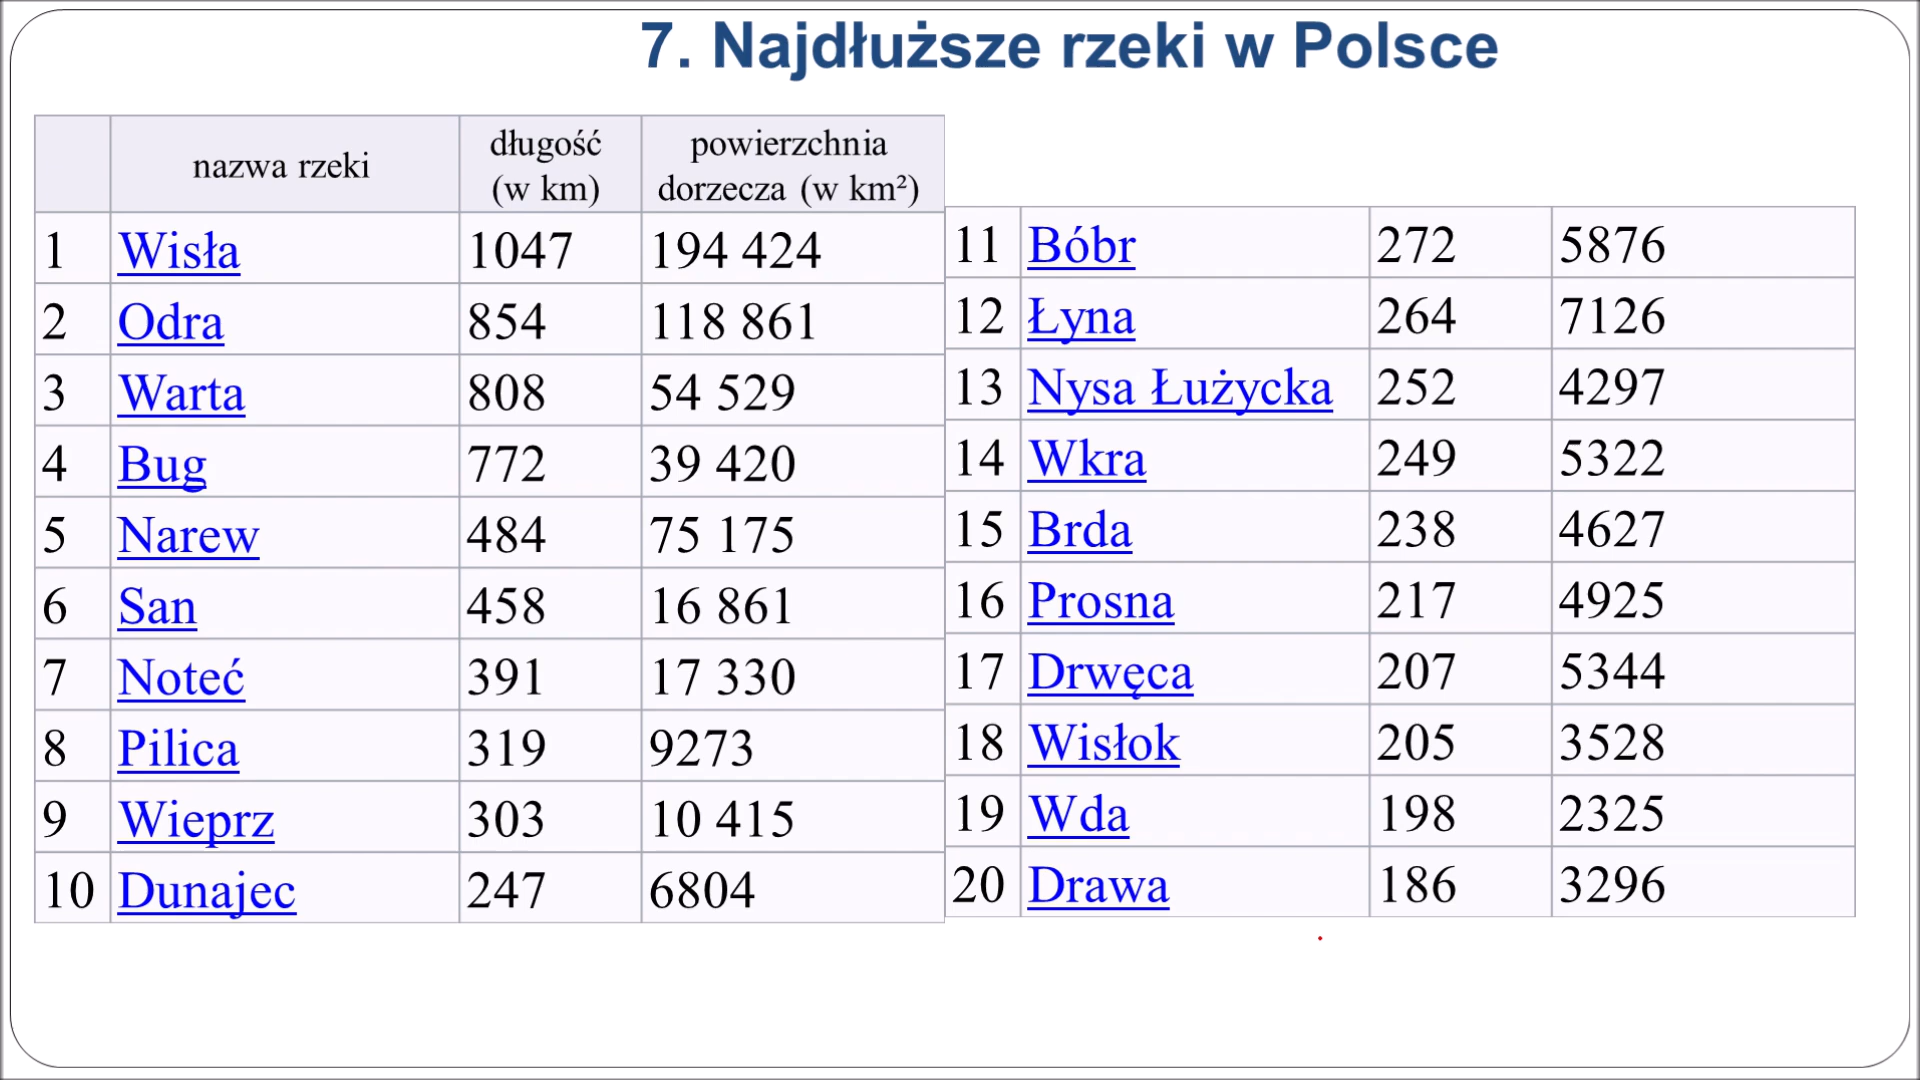 7. Najdłuższe rzeki w Polsce
nazwa rzeki długość (w km) powierzchnia dorzecza (w km²)
1 Wisła 1047 194 424
2 Odra 854 118 861
3 Warta 808 54 529
4 Bug 772 39 420
5 Narew 484 75 175
6 San 458 16 861
7 Noteć 391 17 330
8 Pilica 319 9273
9 Wieprz 303 10 415
10 Dunajec 247 6804
11 Bóbr 272 5876
12 Łyna 264 7126
13 Nysa Łużycka 252 4297
14 Wkra 249 5322
15 Brda 238 4627
16 Prosna 217 4925
17 Drwęca 207 5344
18 Wisłok 205 3528
19 Wda 198 2325
20 Drawa 186 3296